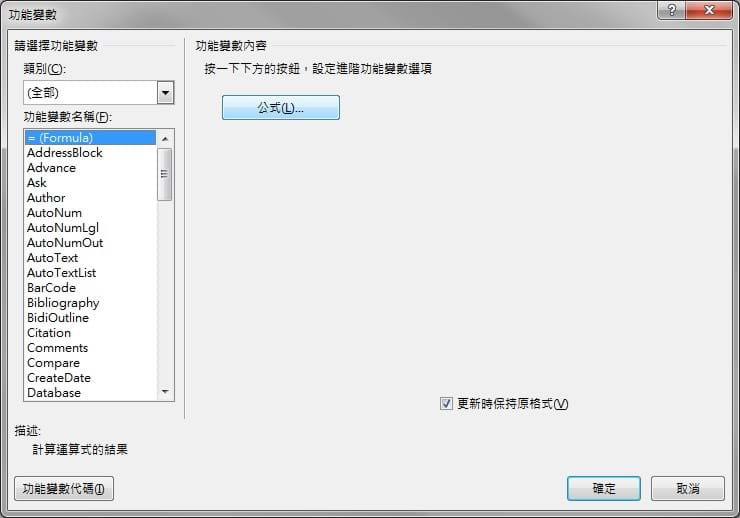 功能變數
請選擇功能變數
類別(C):
(全部)
功能變數名稱(F):
= (Formula)
AddressBlock
Advance
Ask
Author
AutoNum
AutoNumLgl
AutoNumOut
AutoText
AutoTextList
BarCode
Bibliography
BidiOutline
Citation
Comments
Compare
CreateDate
Database
功能變數內容
按一下下方的按鈕，設定進階功能變數選項
公式(L)...
更新時保持原格式(V)
描述:
計算運算式的結果
功能變數代碼(I)
確定
取消